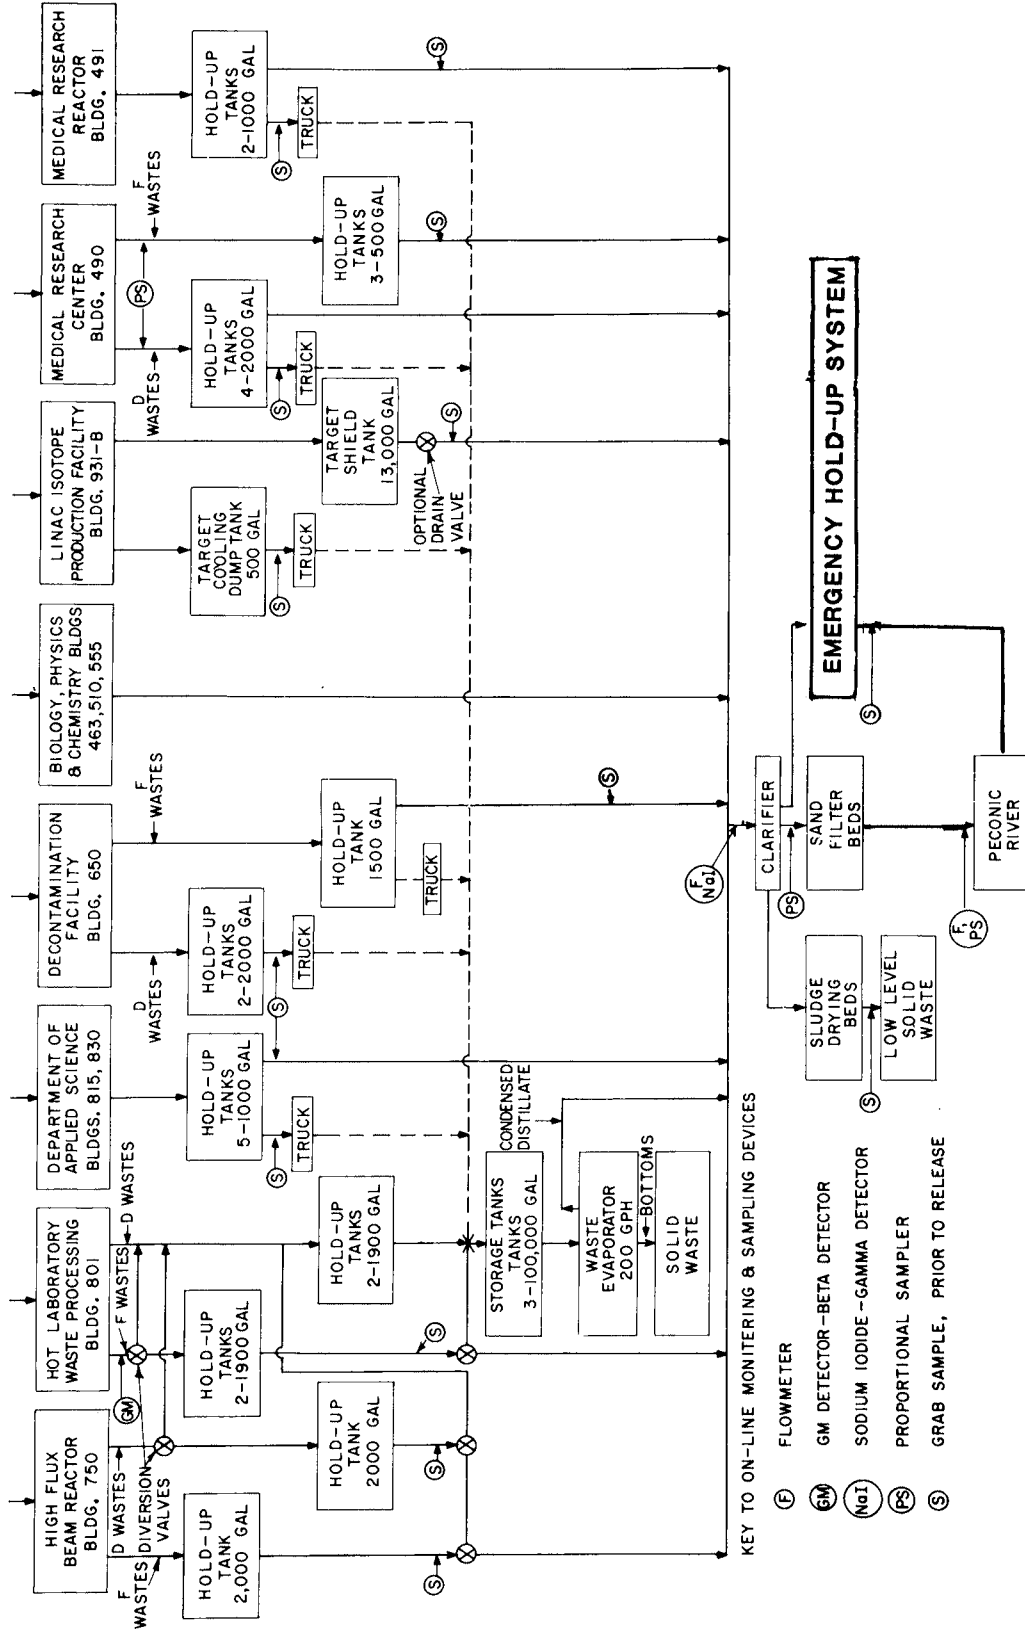 HIGH FLUX
BEAM REACTOR
BLDG. 750
HOT LABORATORY
WASTE PROCESSING
BLDG. 801
DEPARTMENT OF
APPLIED SCIENCE
BLDGS. 815, 830
DECONTAMINATION
FACILITY
BLDG. 650
BIOLOGY, PHYSICS
& CHEMISTRY BLDGS
463,510,555
LINAC ISOTOPE
PRODUCTION FACILITY
BLDG. 931-B
MEDICAL RESEARCH
CENTER
BLDG. 490
MEDICAL RESEARCH
REACTOR
BLDG. 491
F
WASTES
D WASTES
DIVERSION
VALVES
GM
F WASTES
D WASTES
D
WASTES
F
WASTES
D
WASTES
PS
F
WASTES
HOLD-UP
TANK
2,000 GAL
HOLD-UP
TANKS
2-1900 GAL
HOLD-UP
TANKS
5-1000 GAL
HOLD-UP
TANKS
2-2000 GAL
TARGET
COOLING
DUMP TANK
500 GAL
HOLD-UP
TANKS
4-2000 GAL
HOLD-UP
TANKS
2-1000 GAL
S
S
S
S
S
TRUCK
TRUCK
TRUCK
TRUCK
TRUCK
HOLD-UP
TANK
2000 GAL
HOLD-UP
TANKS
2-1900 GAL
HOLD-UP
TANK
1500 GAL
TARGET
SHIELD
TANK
13,000 GAL
HOLD-UP
TANKS
3-500 GAL
TRUCK
OPTIONAL
DRAIN
VALVE
S
S
S
S
S
S
STORAGE TANKS
TANKS
3-100,000 GAL
CONDENSED
DISTILLATE
S
WASTE
EVAPORATOR
200 GPH
BOTTOMS
SOLID
WASTE
F
NaI
CLARIFIER
PS
SLUDGE
DRYING
BEDS
SAND
FILTER
BEDS
EMERGENCY HOLD-UP SYSTEM
S
S
LOW LEVEL
SOLID
WASTE
F,
PS
PECONIC
RIVER
KEY TO ON-LINE MONITERING & SAMPLING DEVICES
F FLOWMETER
GM GM DETECTOR-BETA DETECTOR
NaI SODIUM IODIDE-GAMMA DETECTOR
PS PROPORTIONAL SAMPLER
S GRAB SAMPLE, PRIOR TO RELEASE